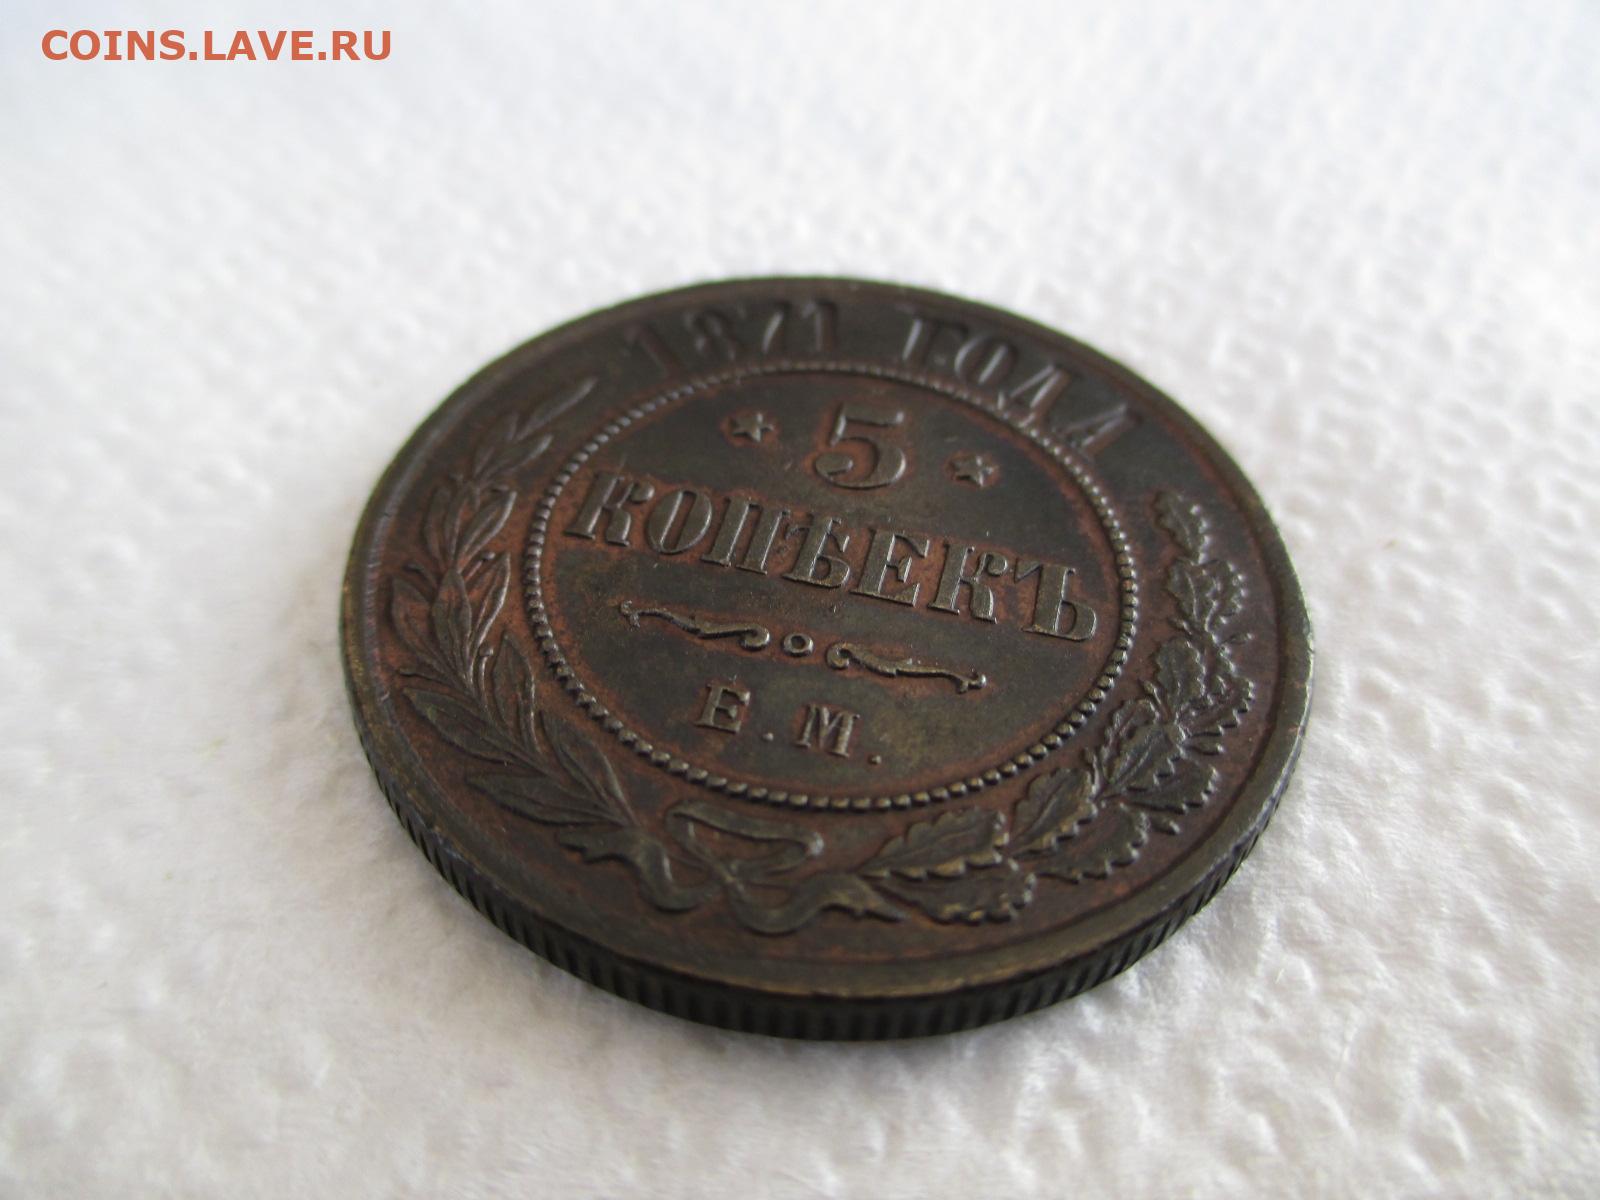 COINS.LAVE.RU
1871 ГОДА
5
КОПѢЕКЪ
Е.М.